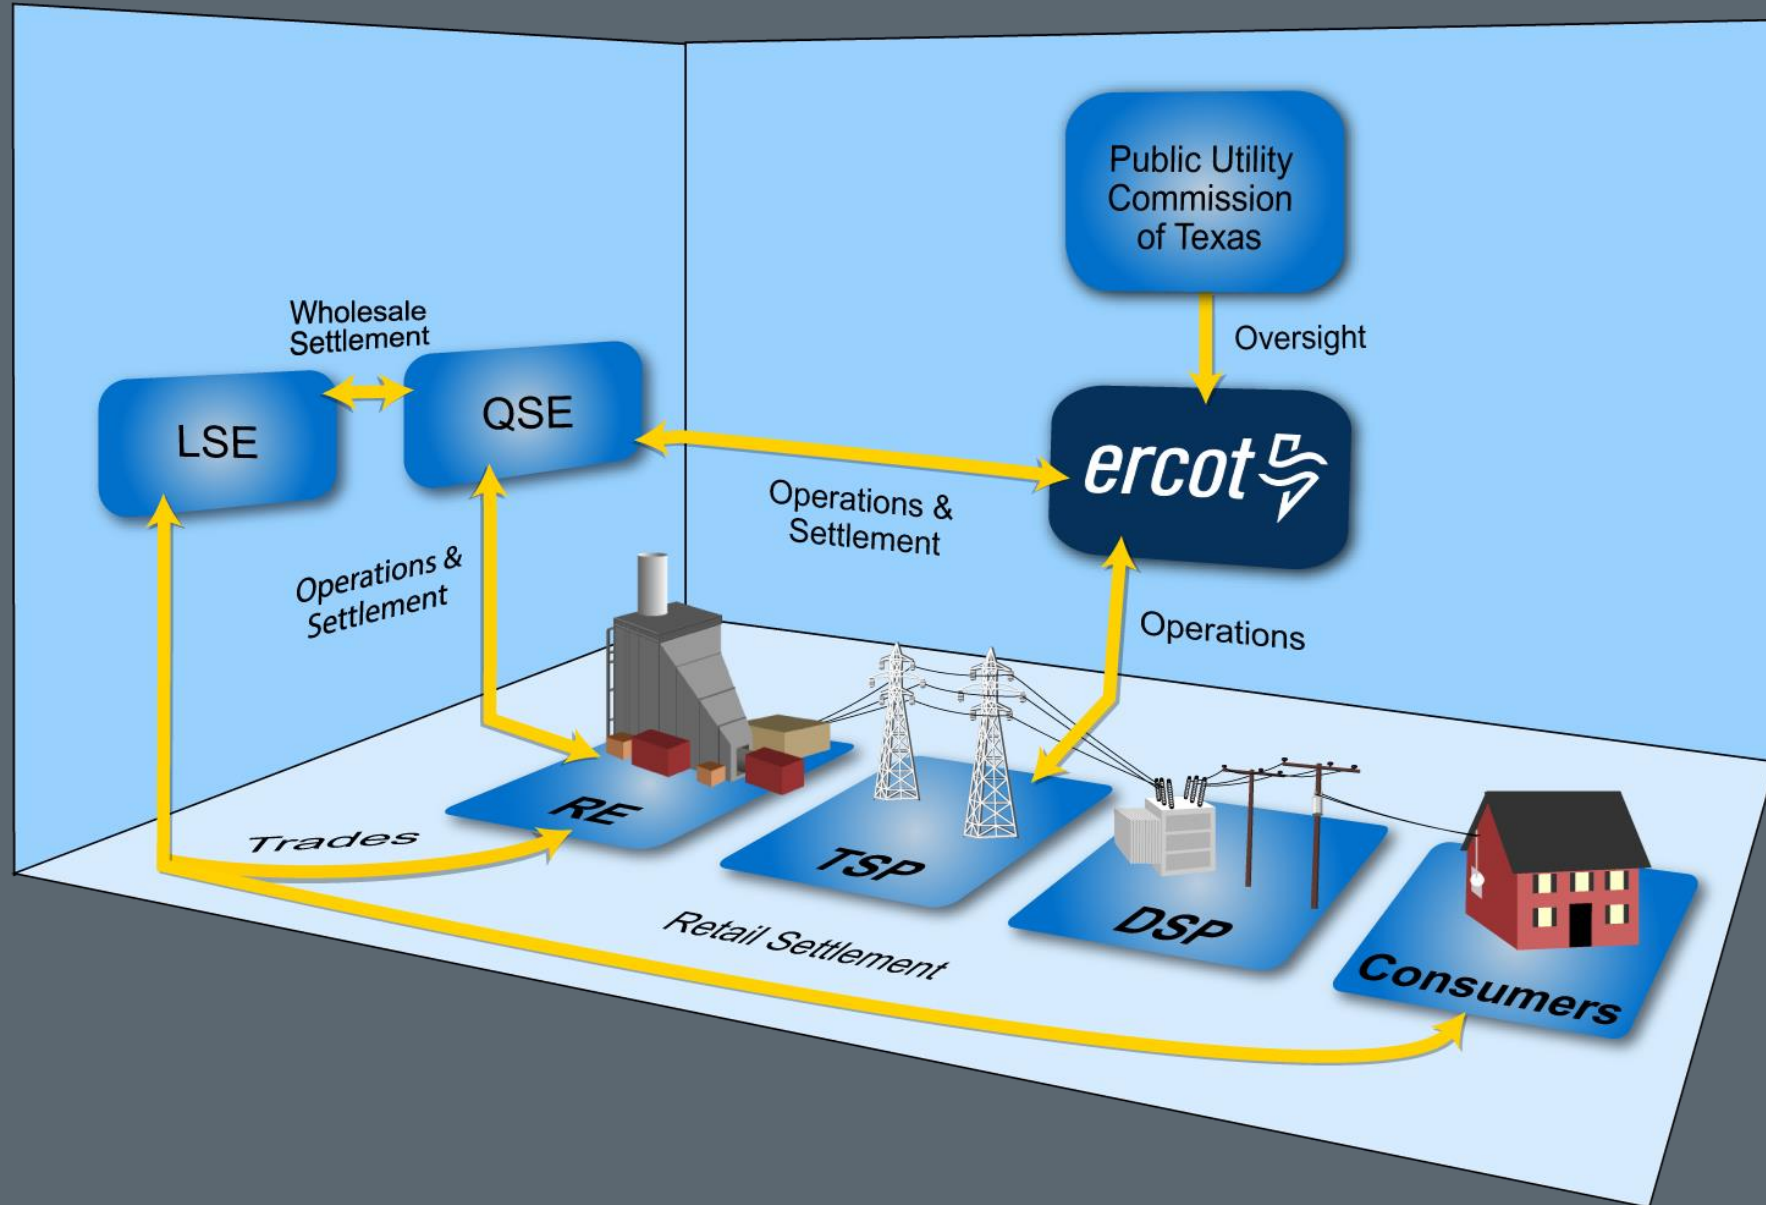 Public Utility
Commission
of Texas
Oversight
Wholesale
Settlement
LSE
QSE
ercot
Operations &
Settlement
Operations &
Settlement
Operations
RE
Trades
TSP
DSP
Retail Settlement
Consumers